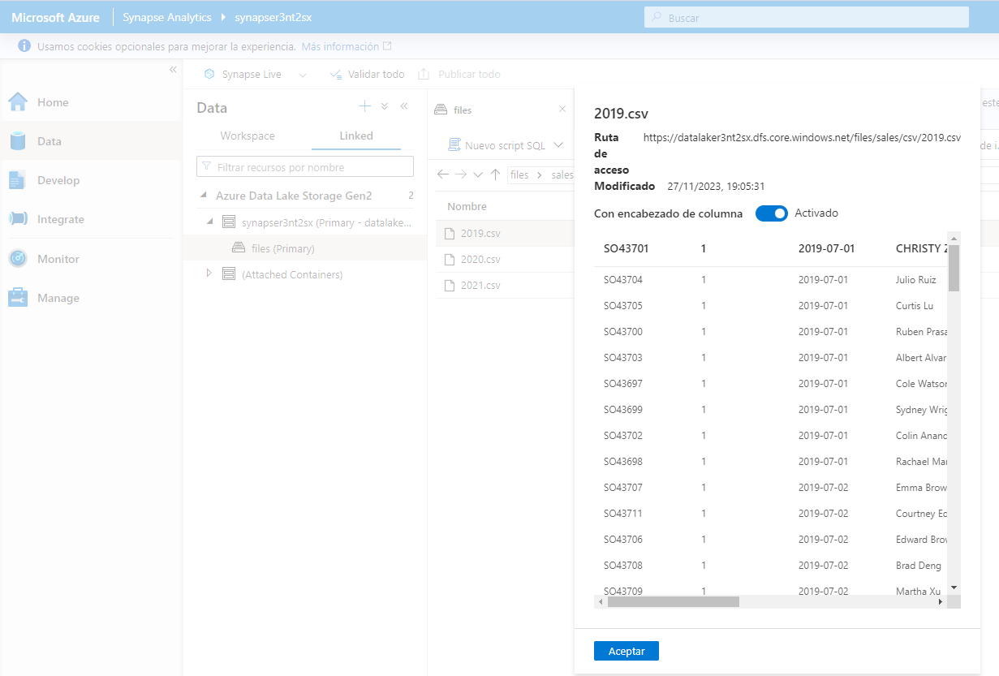 Microsoft Azure
Synapse Analytics
synapser3nt2sx
Buscar
Usamos cookies opcionales para mejorar la experiencia. Más información
Home
Data
Develop
Integrate
Monitor
Manage
Synapse Live
Validar todo
Publicar todo
Data
Workspace
Linked
Filtrar recursos por nombre
Azure Data Lake Storage Gen2 2
synapser3nt2sx (Primary - datalake...
files (Primary)
(Attached Containers)
files
este
Nuevo script SQL
de i.
files
sales
Nombre
2019.csv
2020.csv
2021.csv
2019.csv
Ruta de acceso
https://datalaker3nt2sx.dfs.core.windows.net/files/sales/csv/2019.csv
Modificado 27/11/2023, 19:05:31
Con encabezado de columna Activado
SO43701 1 2019-07-01 CHRISTY Z
SO43704 1 2019-07-01 Julio Ruiz
SO43705 1 2019-07-01 Curtis Lu
SO43700 1 2019-07-01 Ruben Prasa
SO43703 1 2019-07-01 Albert Alvar
SO43697 1 2019-07-01 Cole Watson
SO43699 1 2019-07-01 Sydney Wrig
SO43702 1 2019-07-01 Colin Anand
SO43698 1 2019-07-01 Rachael Mar
SO43707 1 2019-07-02 Emma Brow
SO43711 1 2019-07-02 Courtney Ed
SO43706 1 2019-07-02 Edward Brov
SO43708 1 2019-07-02 Brad Deng
SO43709 1 2019-07-02 Martha Xu
Aceptar